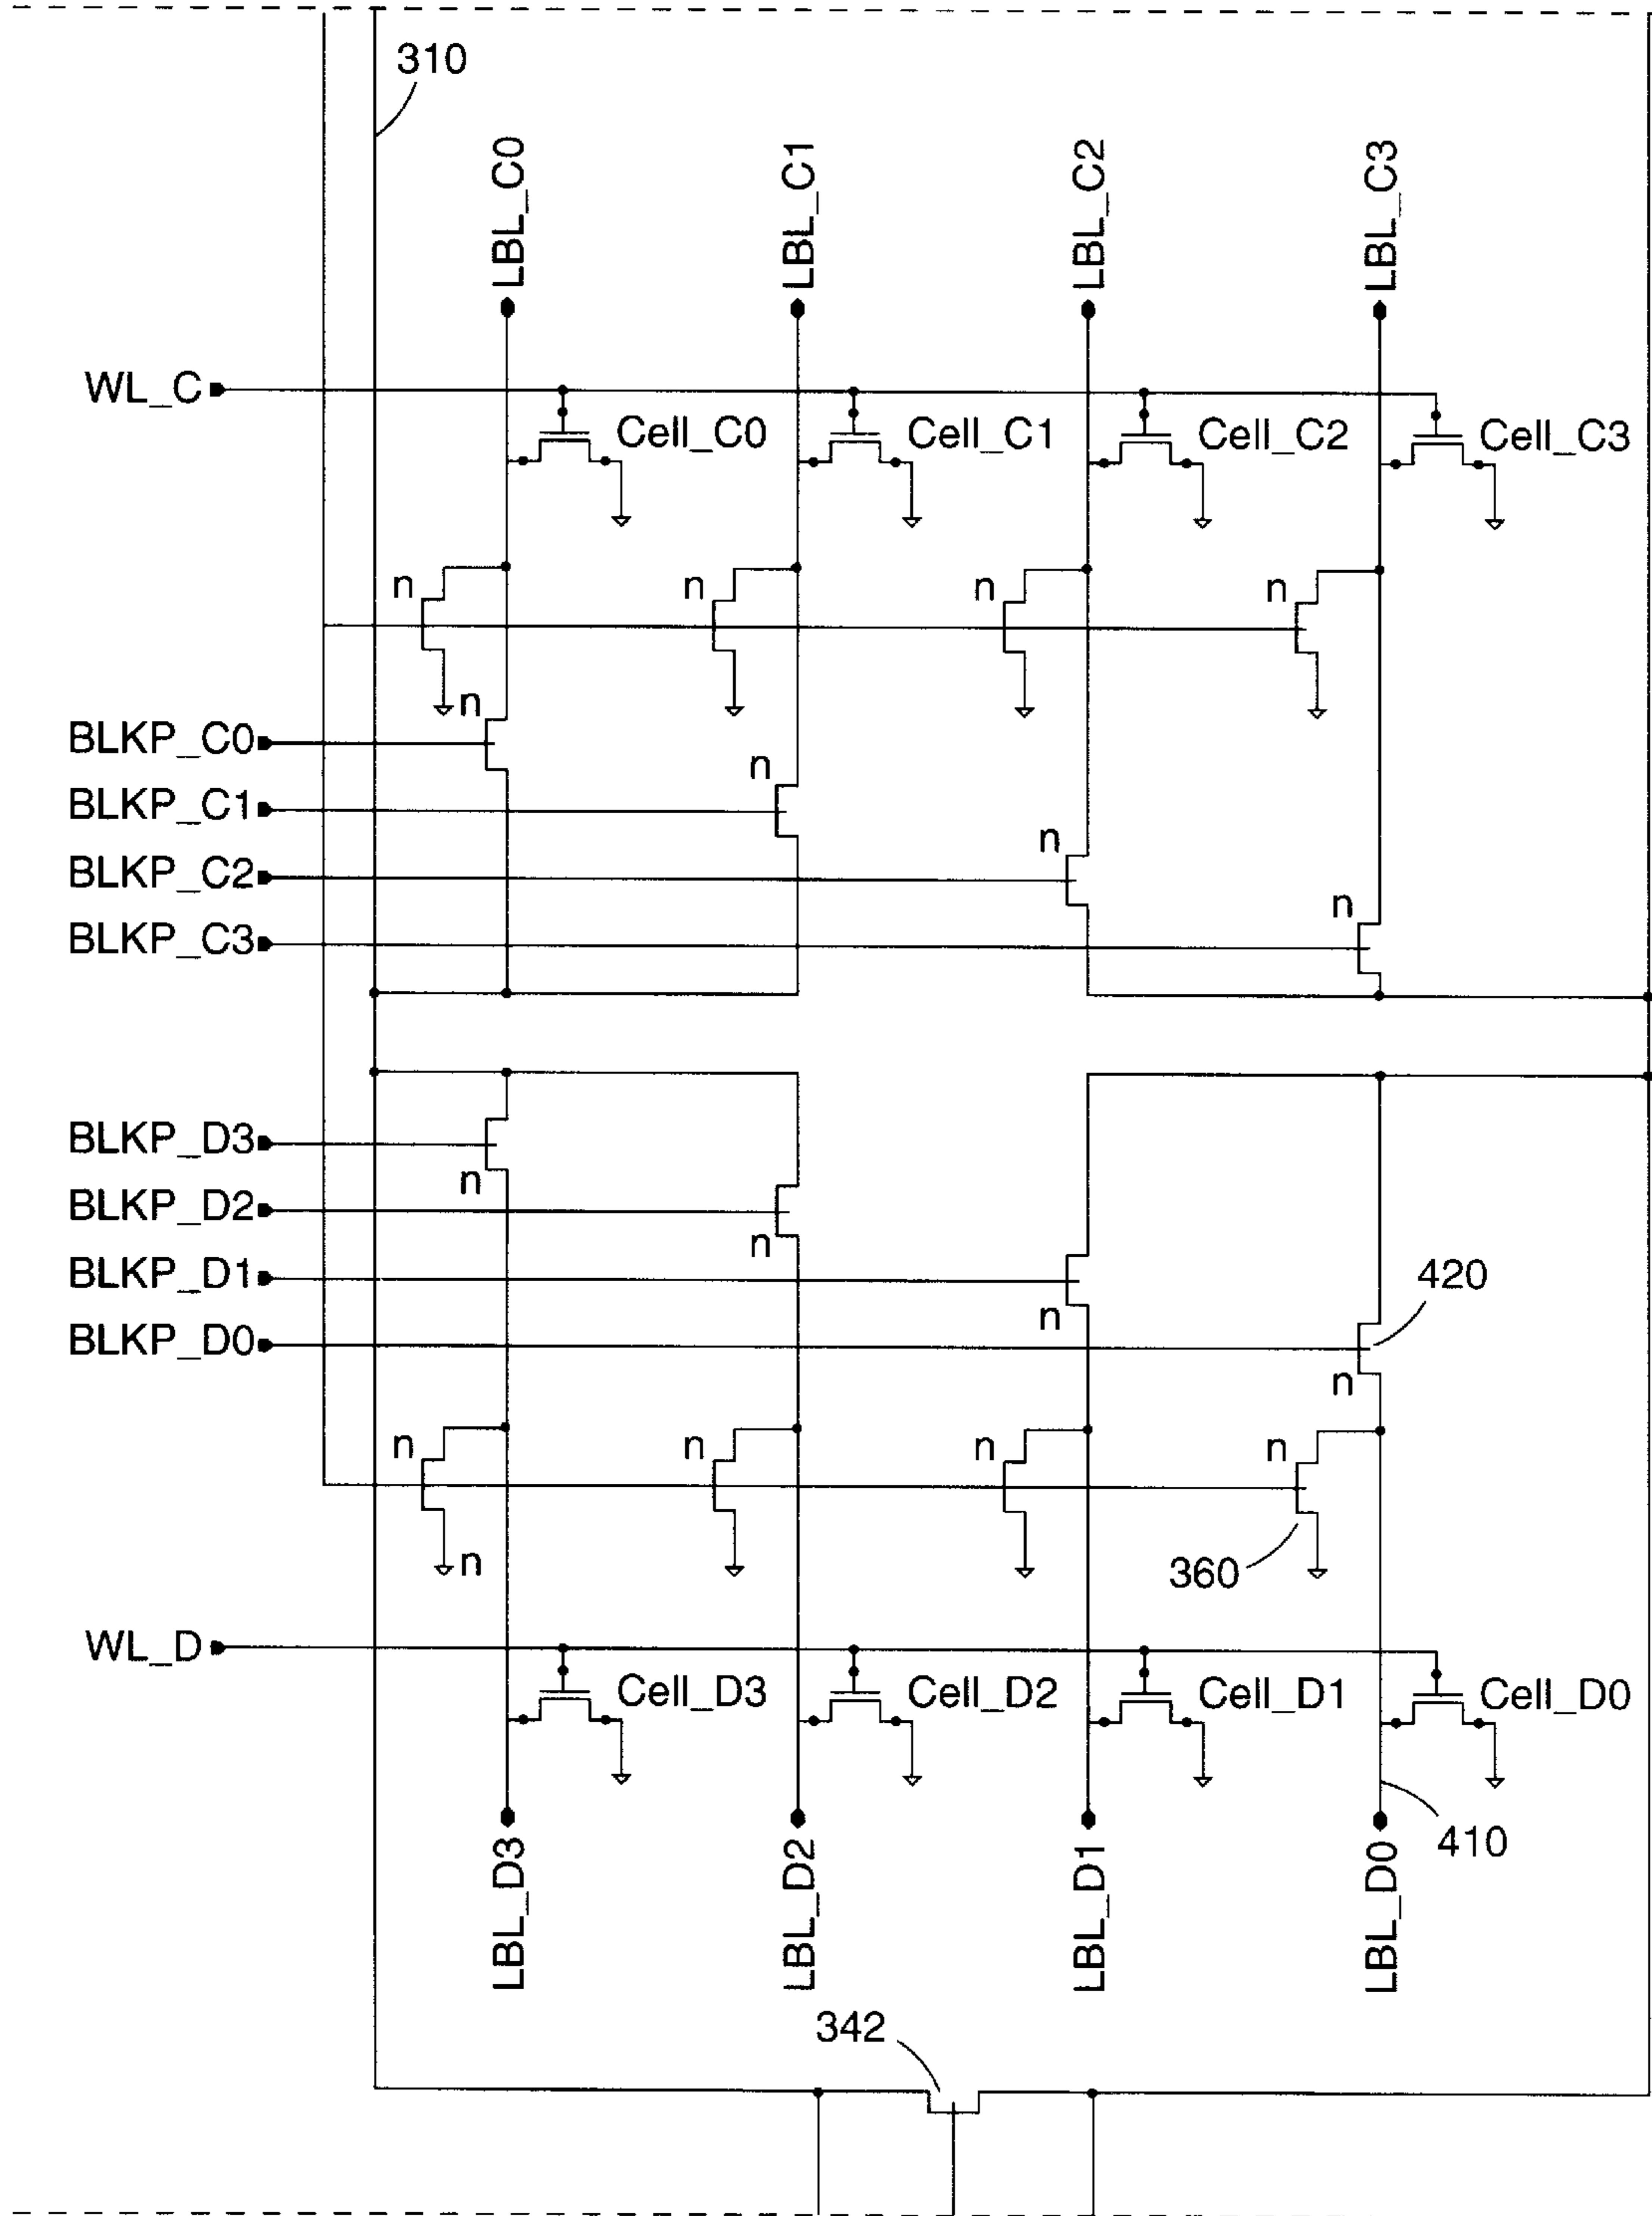 310
LBL_C0
LBL_C1
LBL_C2
LBL_C3
WL_C
Cell_C0
Cell_C1
Cell_C2
Cell_C3
n
n
n
n
n
BLKP_C0
n
BLKP_C1
n
BLKP_C2
n
BLKP_C3
BLKP_D3
n
BLKP_D2
n
BLKP_D1
n
420
BLKP_D0
n
n
n
n
n
n
360
WL_D
Cell_D3
Cell_D2
Cell_D1
Cell_D0
410
LBL_D3
LBL_D2
LBL_D1
LBL_D0
342